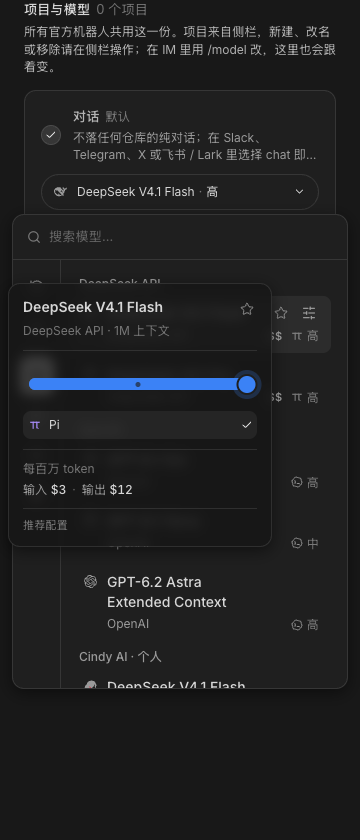 项目与模型 0 个项目
所有官方机器人共用这一份。项目来自侧栏，新建、改名
或移除请在侧栏操作；在 IM 里用 /model 改，这里也会跟
着变。
对话 默认
不落任何仓库的纯对话；在 Slack、
Telegram、X 或飞书 / Lark 里选择 chat 即...
DeepSeek V4.1 Flash · 高
搜索模型...
DeepSeek API
DeepSeek V4.1 Flash
DeepSeek API · 1M 上下文
$$ π 高
$$ π 高
π Pi
每百万 token
输入 $3 · 输出 $12
高
推荐配置
中
GPT-6.2 Astra
Extended Context
OpenAI
高
Cindy AI · 个人
DeepSeek V4.1 Flash